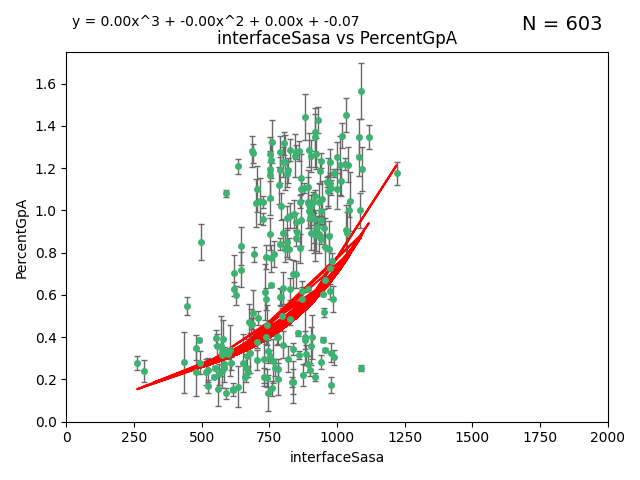 y = 0.00x^3 + -0.00x^2 + 0.00x + -0.07
N = 603
interfaceSasa vs PercentGpA
PercentGpA
1.6
1.4
1.2
1.0
0.8
0.6
0.4
0.2
0.0
0 250 500 750 1000 1250 1500 1750 2000
interfaceSasa